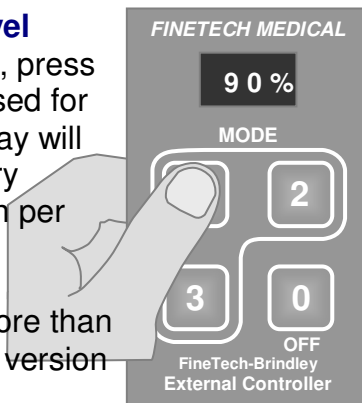 vel
, press
sed for
ay will
ry
n per
ore than
version
FINETECH MEDICAL
90%
MODE
2
3
0
OFF
FineTech-Brindley
External Controller